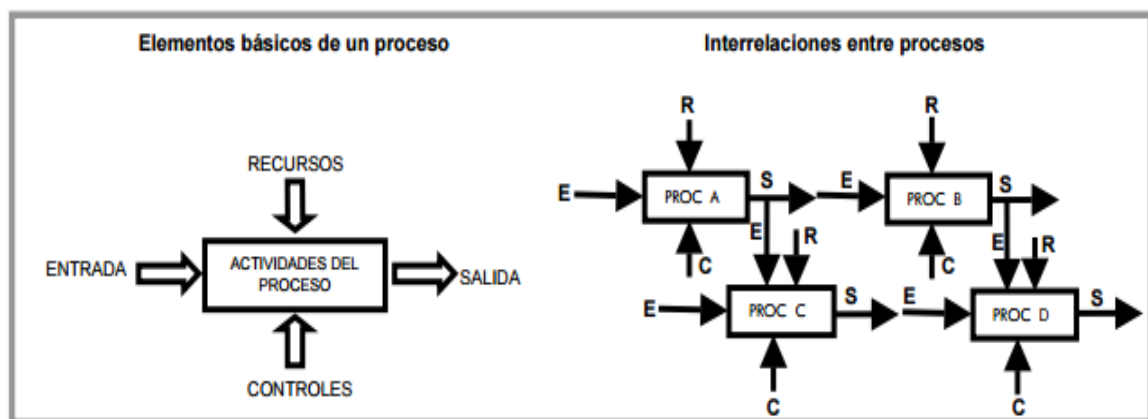 Elementos básicos de un proceso
RECURSOS
ENTRADA
ACTIVIDADES DEL
PROCESO
SALIDA
CONTROLES
Interrelaciones entre procesos
R
E
PROC A
S
C
R
E
PROC B
S
C
E
R
E
PROC C
S
C
E
R
E
PROC D
S
C